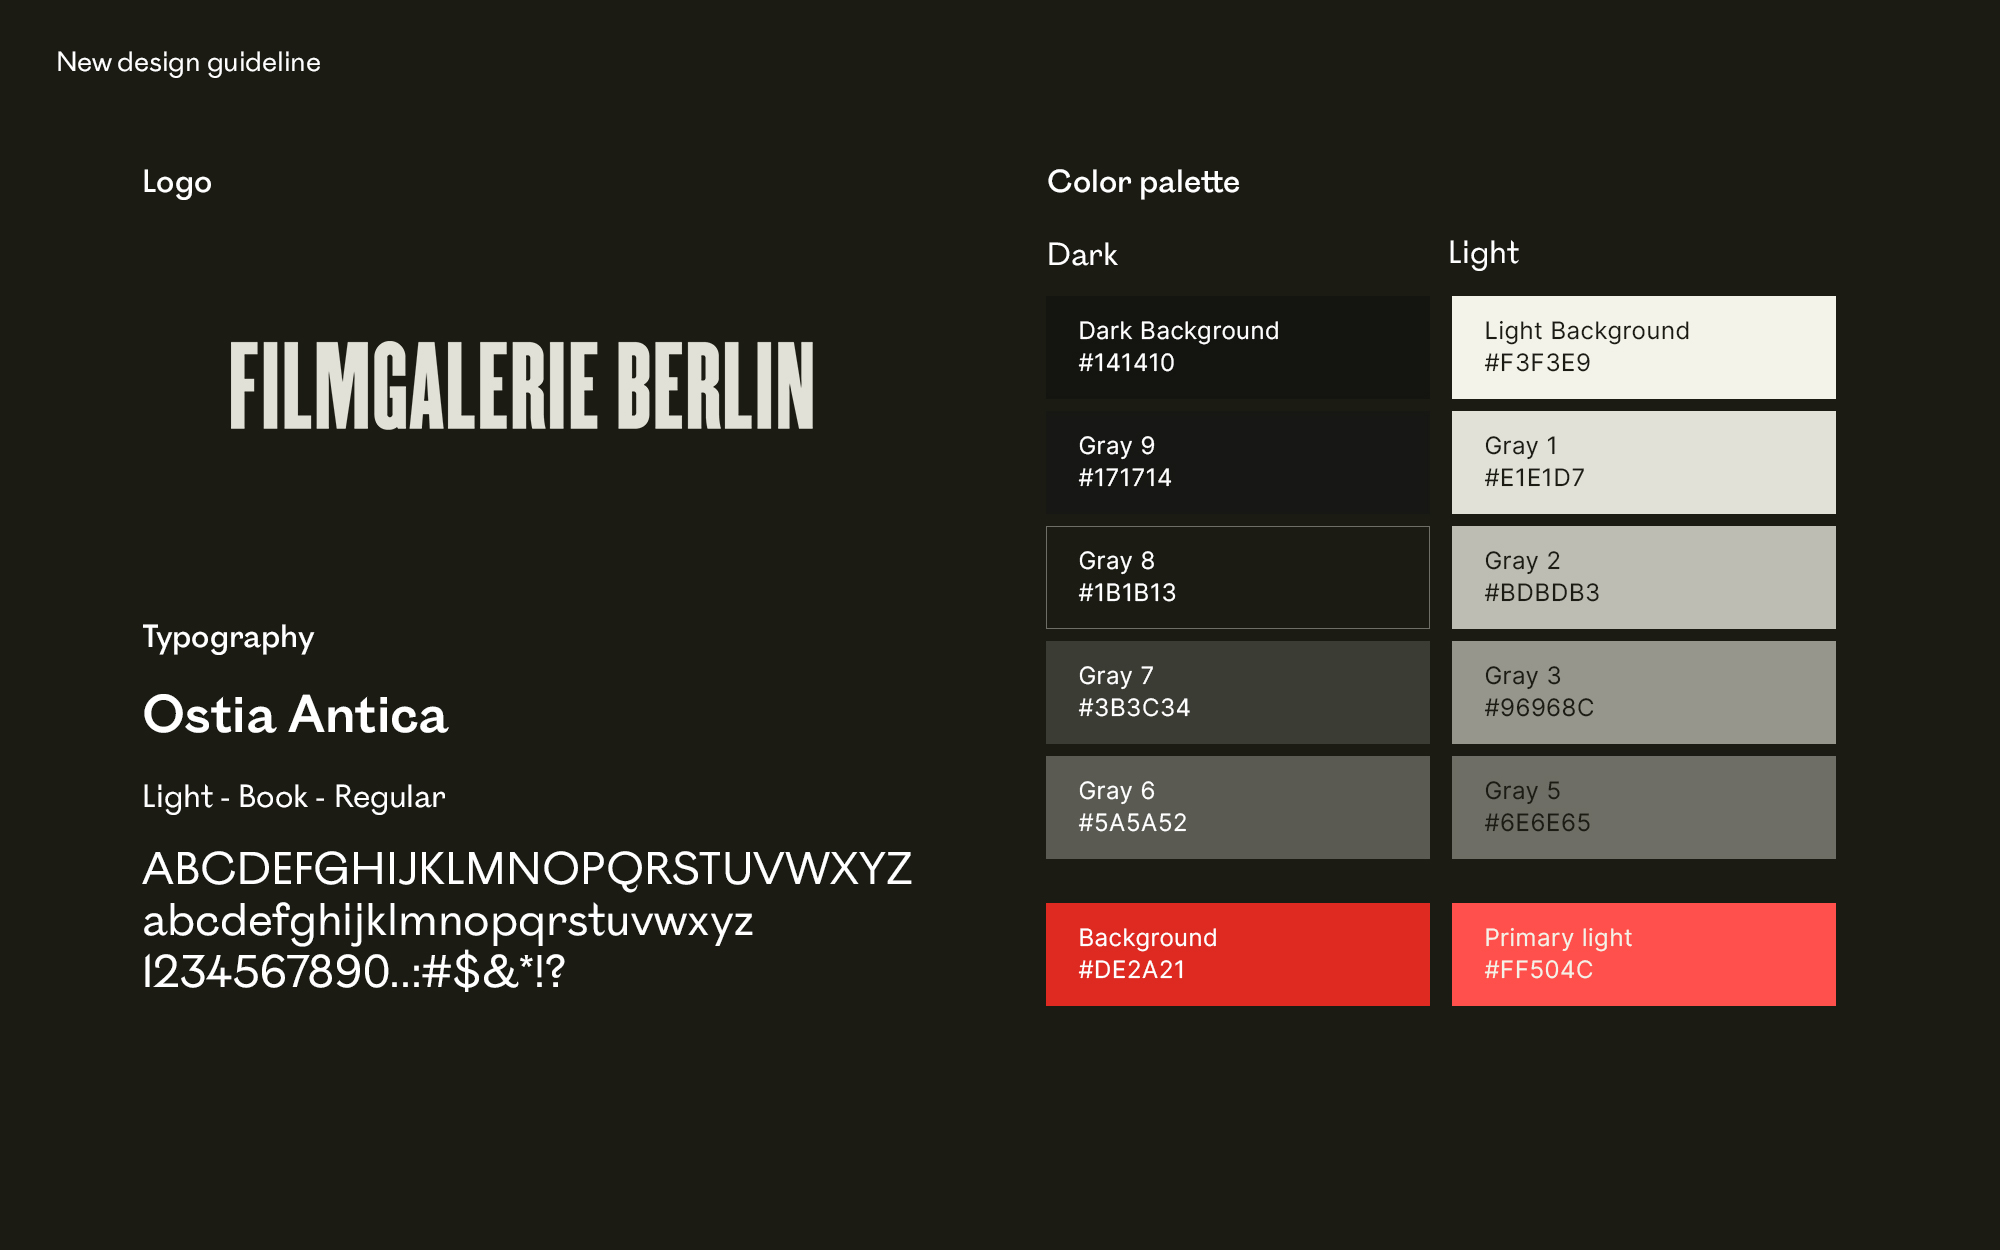 New design guideline
Logo
FILMGALERIE BERLIN
Typography
Ostia Antica
Light - Book - Regular
ABCDEFGHIJKLMNOPQRSTUVWXYZ
abcdefghijklmnopqrstuvwxyz
1234567890..:#$&*!?
Color palette
Dark
Dark Background
#141410
Gray 9
#171714
Gray 8
#1B1B13
Gray 7
#3B3C34
Gray 6
#5A5A52
Background
#DE2A21
Light
Light Background
#F3F3E9
Gray 1
#E1E1D7
Gray 2
#BDBDB3
Gray 3
#96968C
Gray 5
#6E6E65
Primary light
#FF504C